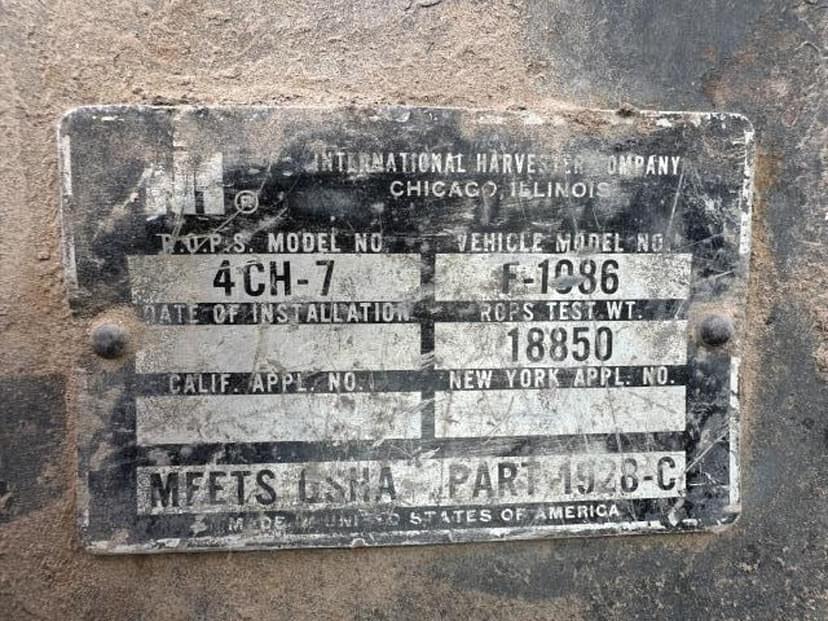 IH ®
INTERNATIONAL HARVESTER COMPANY
CHICAGO, ILLINOIS
R.O.P.S. MODEL NO. VEHICLE MODEL NO.
4CH-7 F-1086
DATE OF INSTALLATION ROPS TEST WT.
18850
CALIF. APPL. NO. NEW YORK APPL. NO.
MEETS OSHA PART 1928-C
MADE IN UNITED STATES OF AMERICA